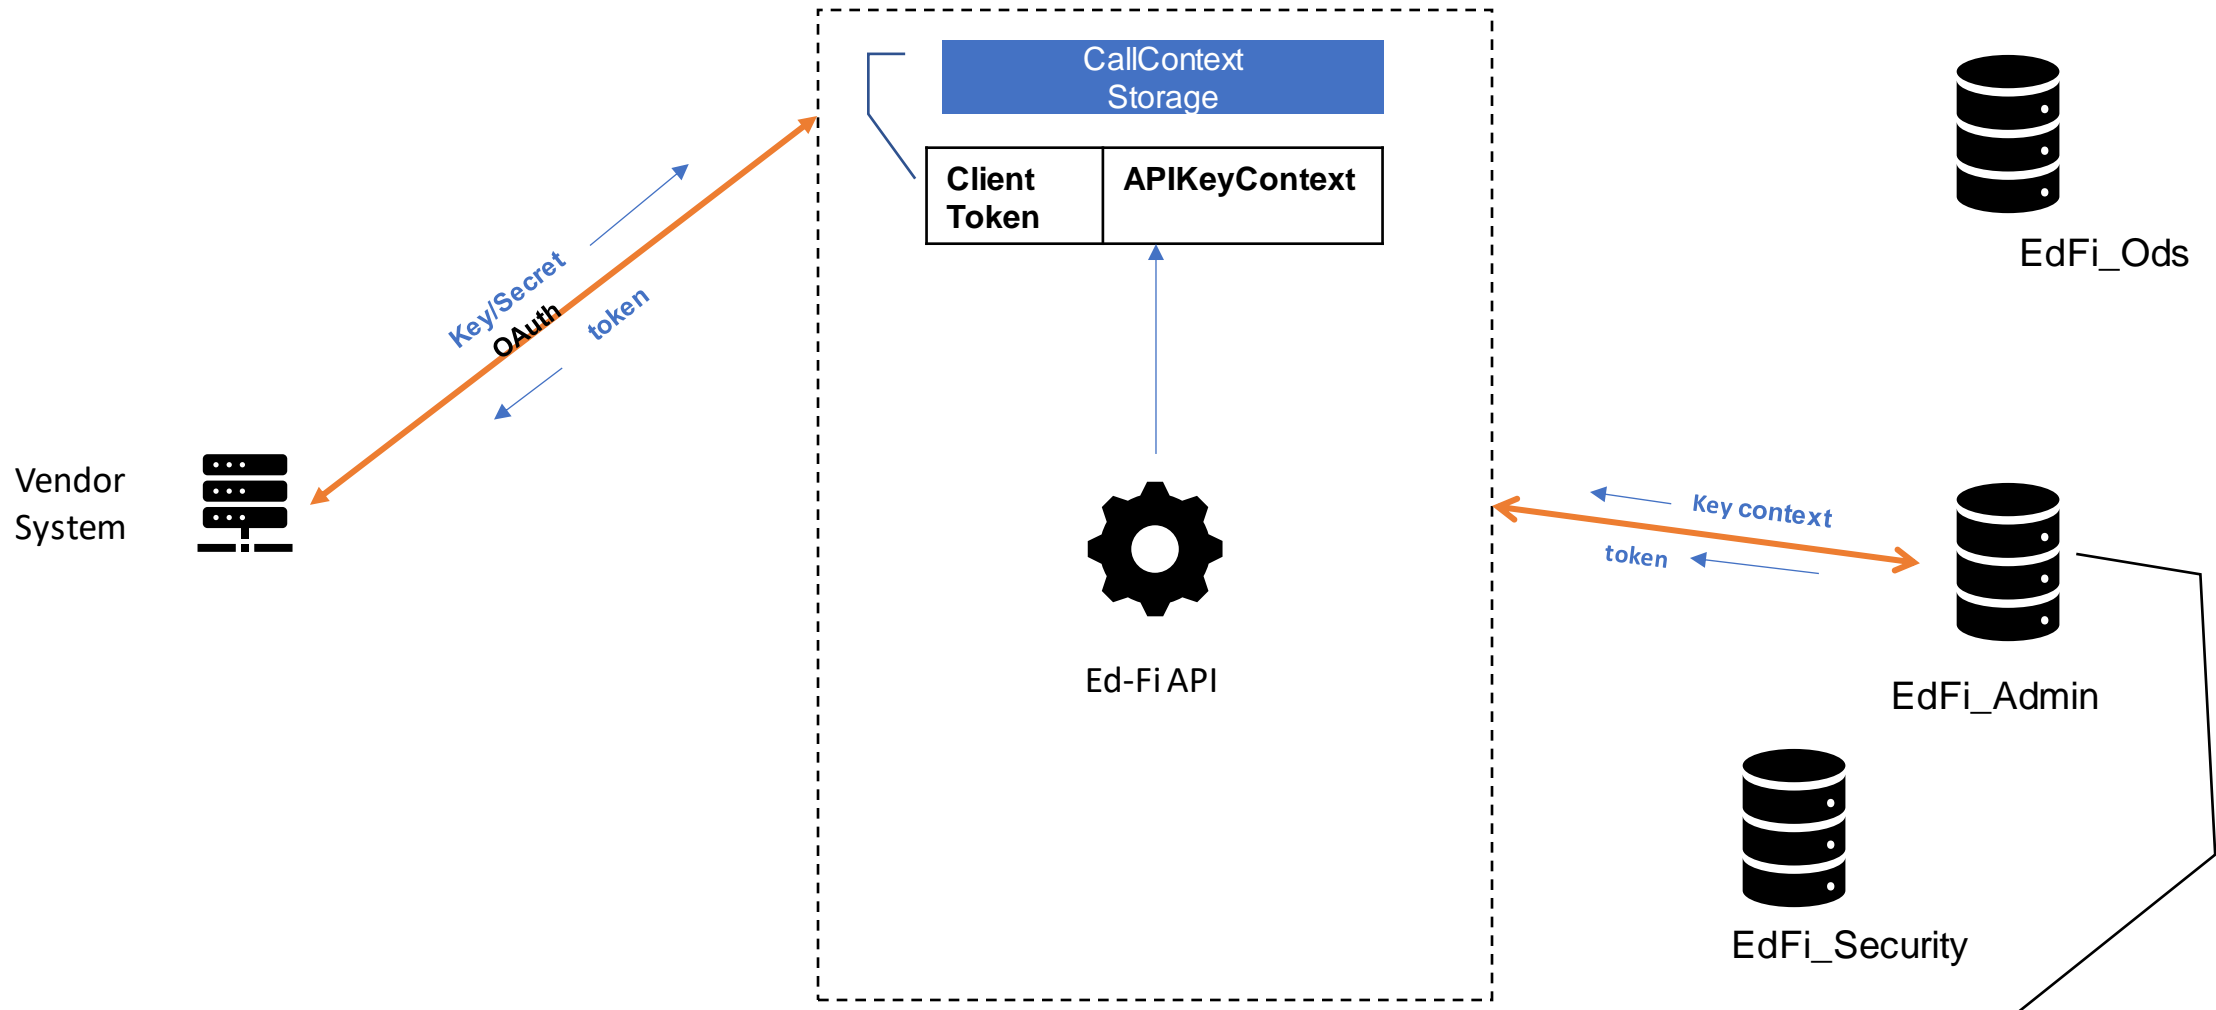 CallContext
Storage
Client
Token
APIKeyContext
EdFi_Ods
Key/Secret
OAuth
token
Vendor
System
Key context
token
Ed-Fi API
EdFi_Admin
EdFi_Security